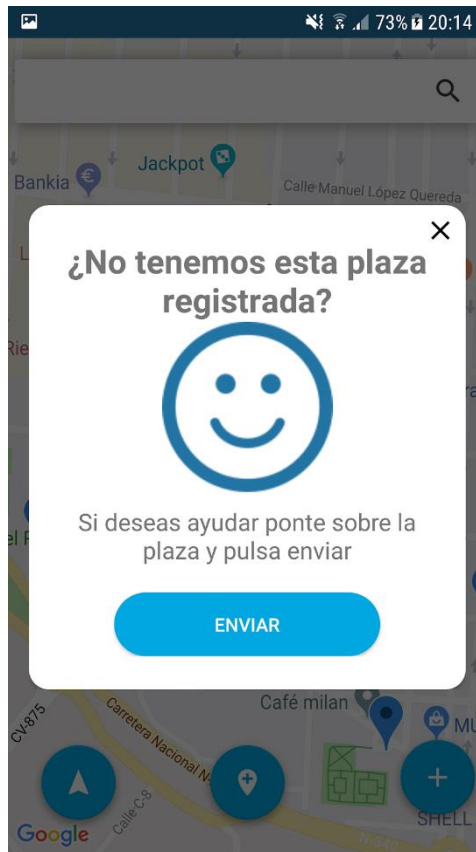 73% 20:14
Jackpot
Bankia
Calle Manuel López Quereda
¿No tenemos esta plaza
registrada?
Si deseas ayudar ponte sobre la
plaza y pulsa enviar
ENVIAR
Café milan
CV-875
Carretera Nacional N
Calle C-8
Google
SHELL